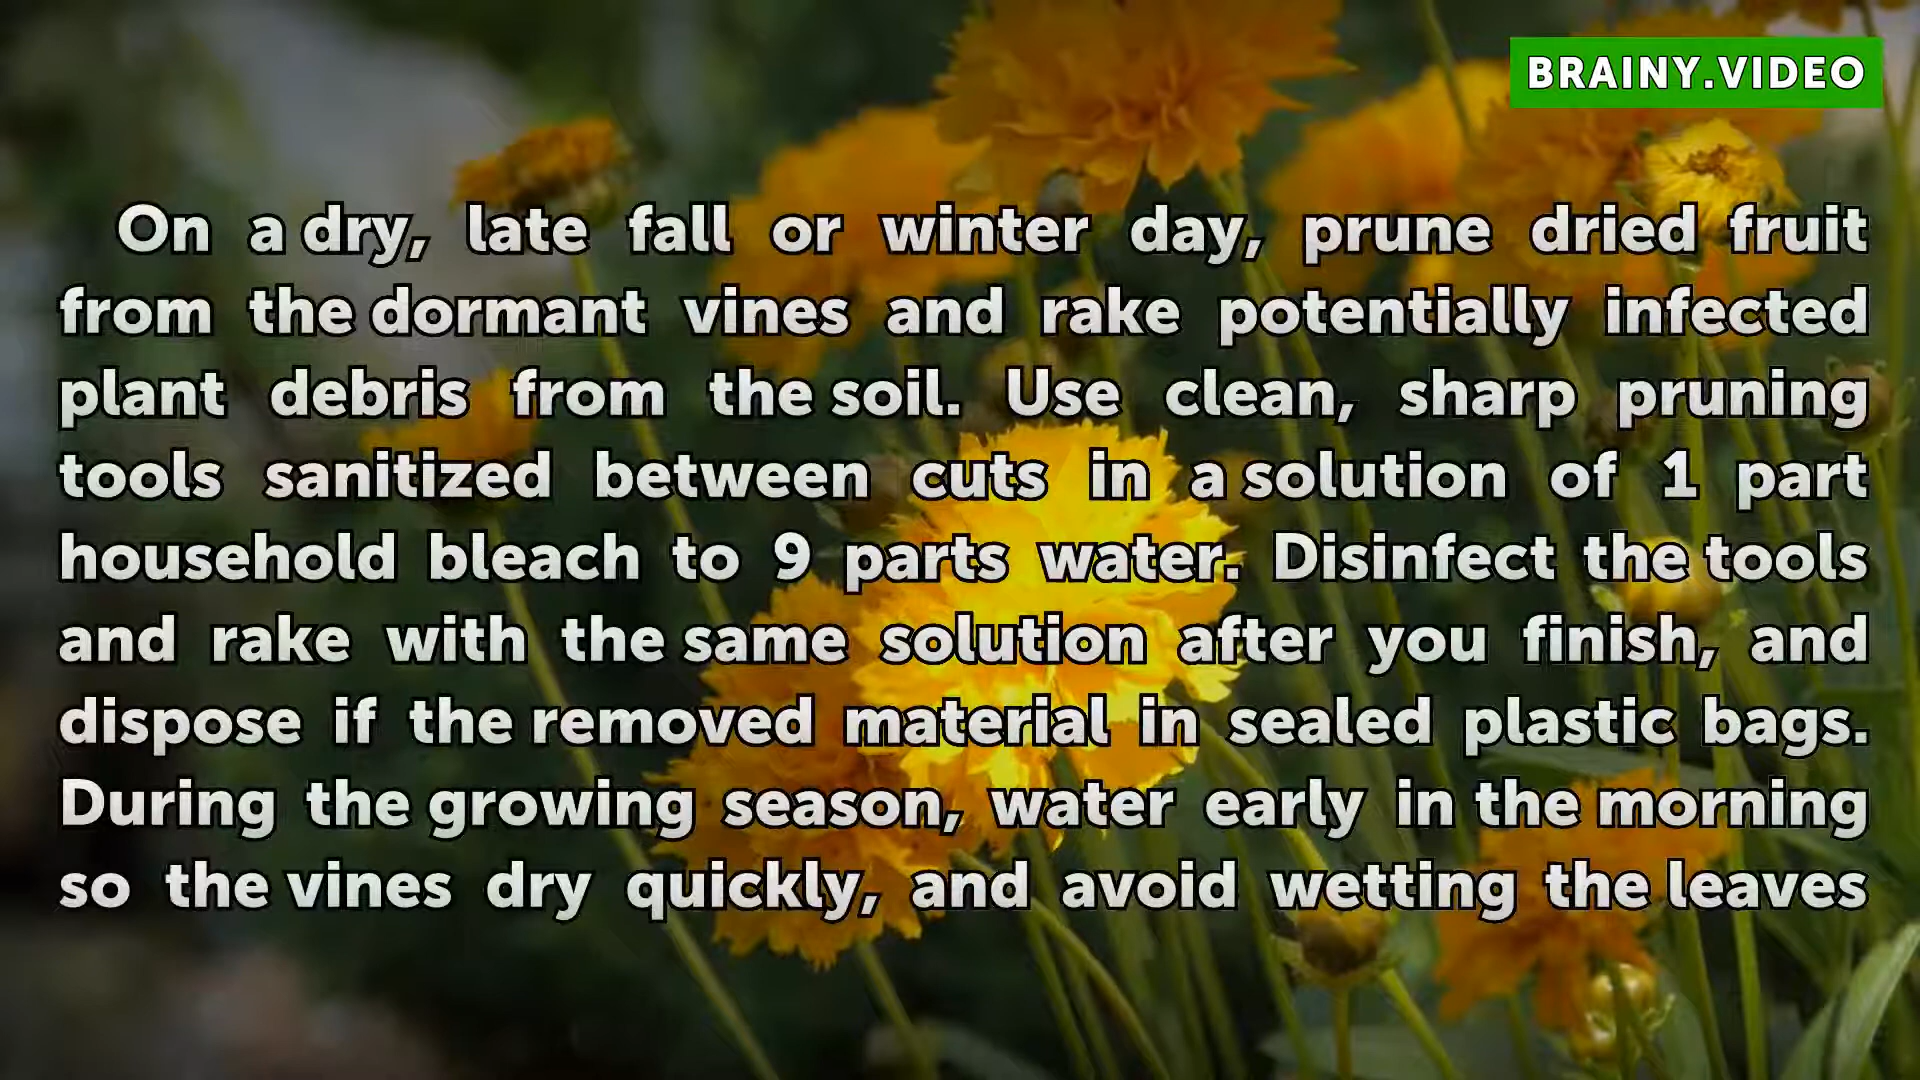 BRAINY.VIDEO
On a dry, late fall or winter day, prune dried fruit
from the dormant vines and rake potentially infected
plant debris from the soil. Use clean, sharp pruning
tools sanitized between cuts in a solution of 1 part
household bleach to 9 parts water. Disinfect the tools
and rake with the same solution after you finish, and
dispose if the removed material in sealed plastic bags.
During the growing season, water early in the morning
so the vines dry quickly, and avoid wetting the leaves